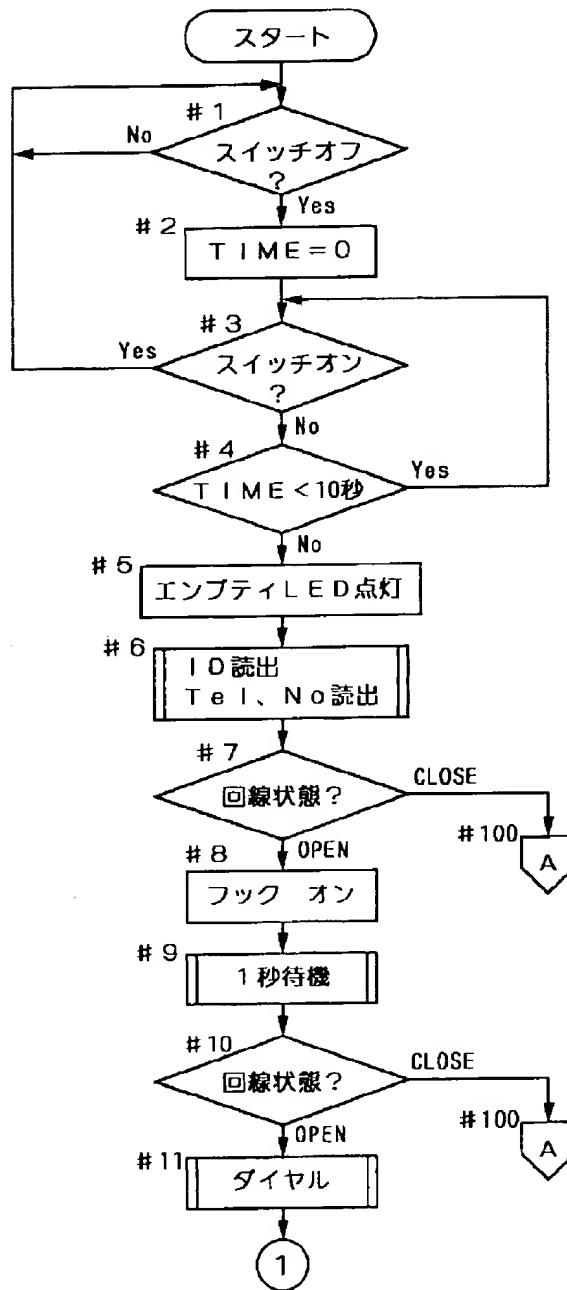 スタート
#1
No
スイッチオフ
?
Yes
#2
TIME=0
#3
Yes
スイッチオン
?
No
#4
TIME<10秒
Yes
No
#5
エンプティLED点灯
#6
ID読出
Tel、No読出
#7
回線状態?
CLOSE
#100
A
OPEN
#8
フック オン
#9
1秒待機
#10
回線状態?
CLOSE
#100
A
OPEN
#11
ダイヤル
1